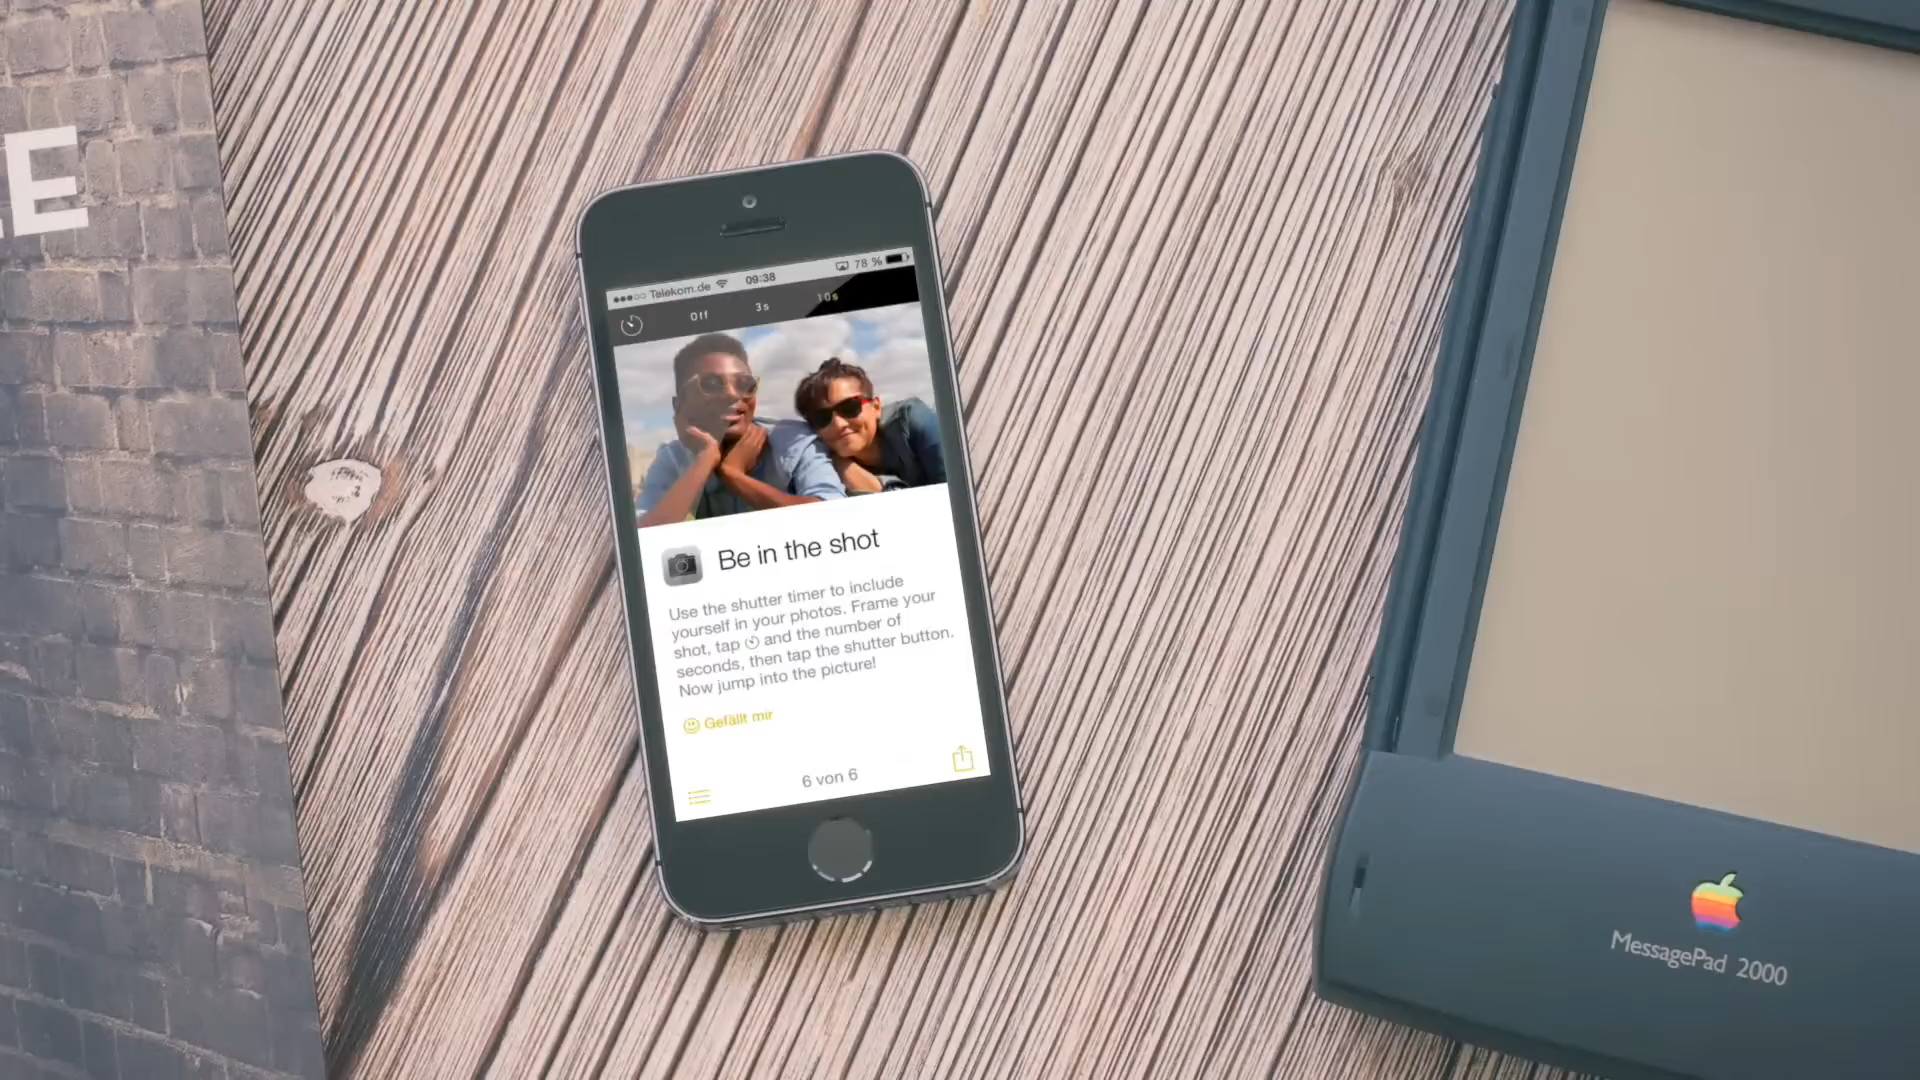 E
Telekom.de 09:38 78 %
Off 3s 10s
Be in the shot
Use the shutter timer to include
yourself in your photos. Frame your
shot, tap and the number of
seconds, then tap the shutter button.
Now jump into the picture!
Gefällt mir
6 von 6
MessagePad 2000